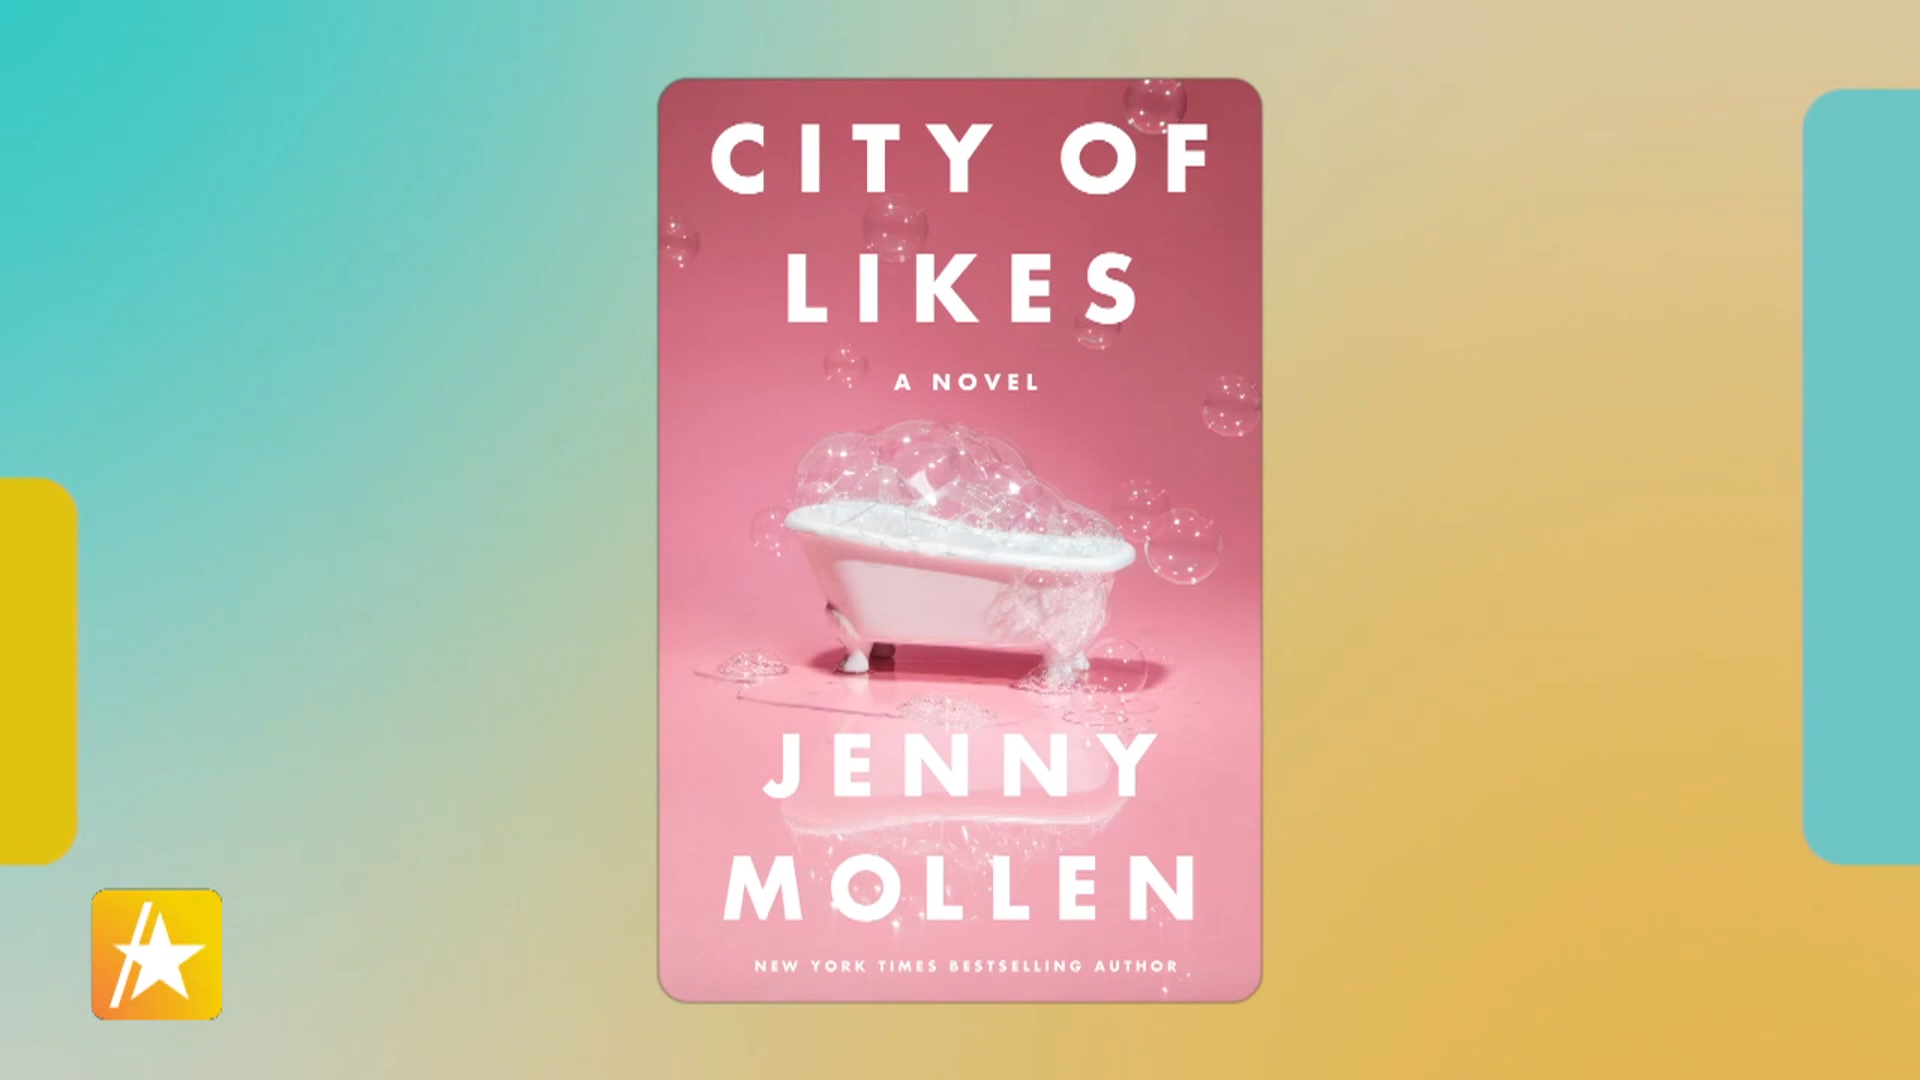 CITY OF
LIKES
A NOVEL
JENNY
MOLLEN
NEW YORK TIMES BESTSELLING AUTHOR